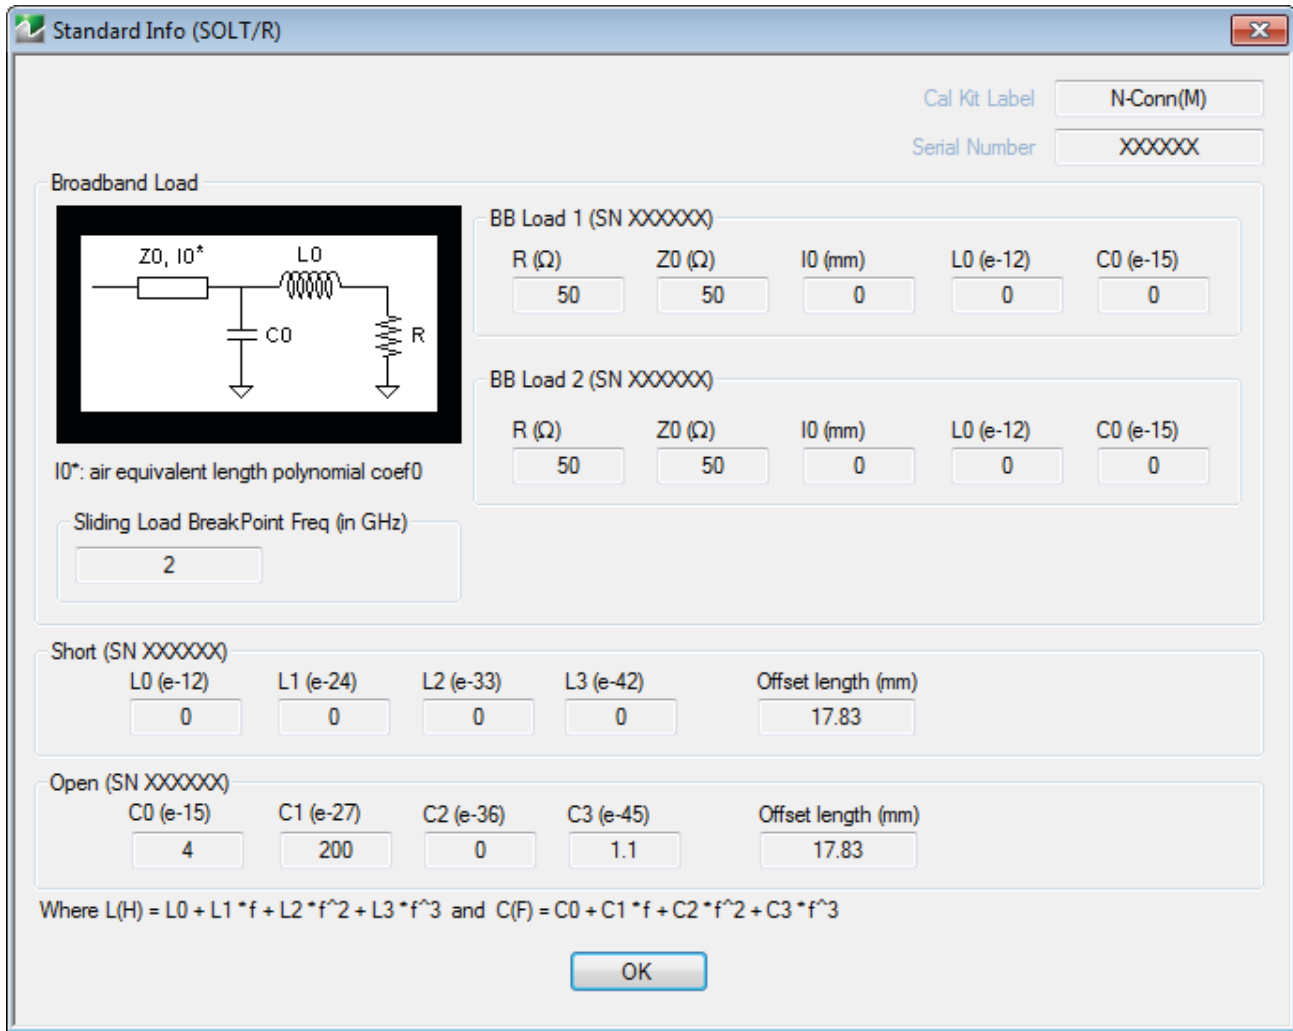 Standard Info (SOLT/R)
Cal Kit Label N-Conn(M)
Serial Number XXXXXX
Broadband Load
Z0, I0*
L0
C0
R
I0*: air equivalent length polynomial coef0
BB Load 1 (SN XXXXXX)
R (Ω) Z0 (Ω) I0 (mm) L0 (e-12) C0 (e-15)
50 50 0 0 0
BB Load 2 (SN XXXXXX)
R (Ω) Z0 (Ω) I0 (mm) L0 (e-12) C0 (e-15)
50 50 0 0 0
Sliding Load BreakPoint Freq (in GHz)
2
Short (SN XXXXXX)
L0 (e-12) L1 (e-24) L2 (e-33) L3 (e-42) Offset length (mm)
0 0 0 0 17.83
Open (SN XXXXXX)
C0 (e-15) C1 (e-27) C2 (e-36) C3 (e-45) Offset length (mm)
4 200 0 1.1 17.83
Where L(H) = L0 + L1 * f + L2 * f^2 + L3 * f^3 and C(F) = C0 + C1 * f + C2 * f^2 + C3 * f^3
OK